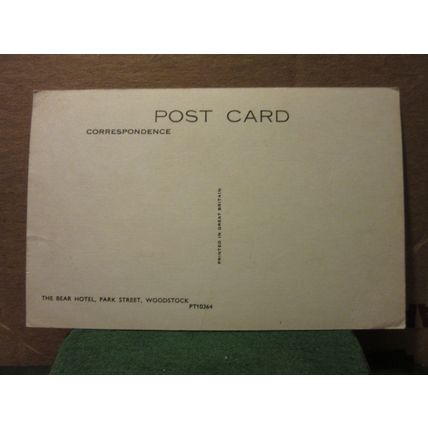 POST CARD
CORRESPONDENCE
PRINTED IN GREAT BRITAIN
THE BEAR HOTEL, PARK STREET, WOODSTOCK
PT10364